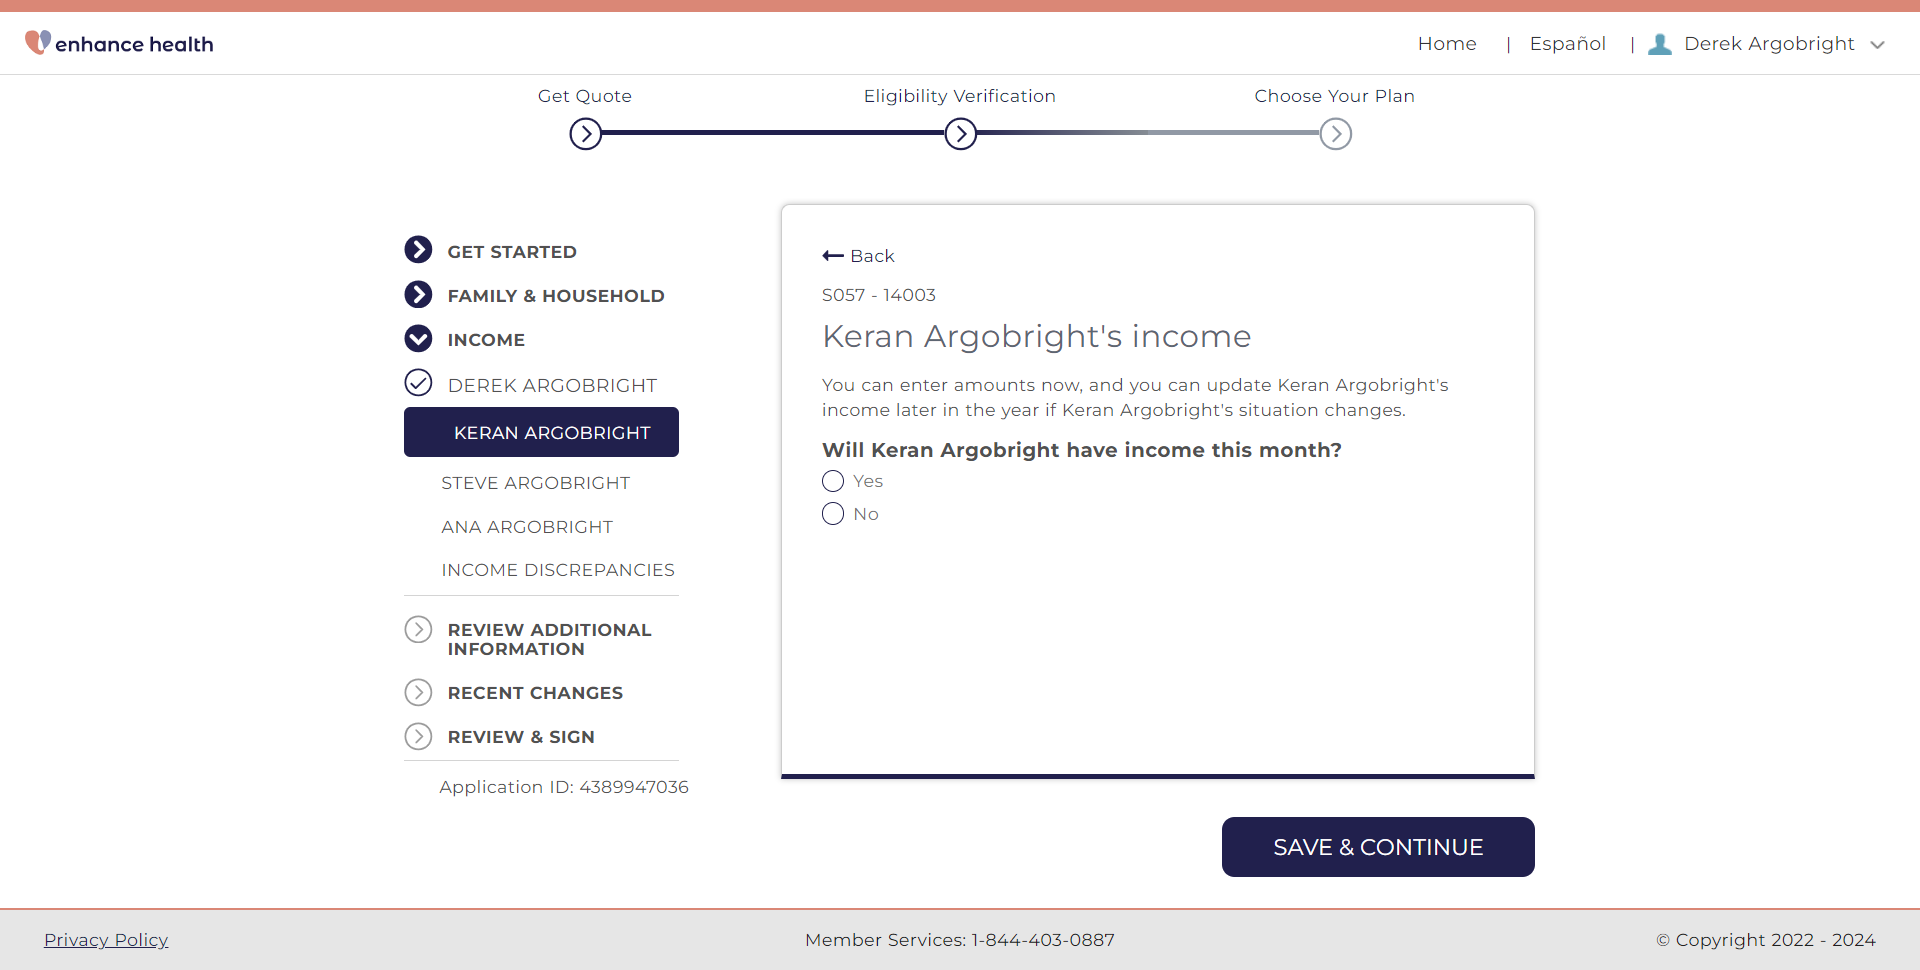 enhance health
Home | Español | Derek Argobright
Get Quote
Eligibility Verification
Choose Your Plan
GET STARTED
FAMILY & HOUSEHOLD
INCOME
DEREK ARGOBRIGHT
KERAN ARGOBRIGHT
STEVE ARGOBRIGHT
ANA ARGOBRIGHT
INCOME DISCREPANCIES
REVIEW ADDITIONAL
INFORMATION
RECENT CHANGES
REVIEW & SIGN
Application ID: 4389947036
Back
S057 - 14003
Keran Argobright's income
You can enter amounts now, and you can update Keran Argobright's
income later in the year if Keran Argobright's situation changes.
Will Keran Argobright have income this month?
Yes
No
SAVE & CONTINUE
Privacy Policy
Member Services: 1-844-403-0887
© Copyright 2022 - 2024